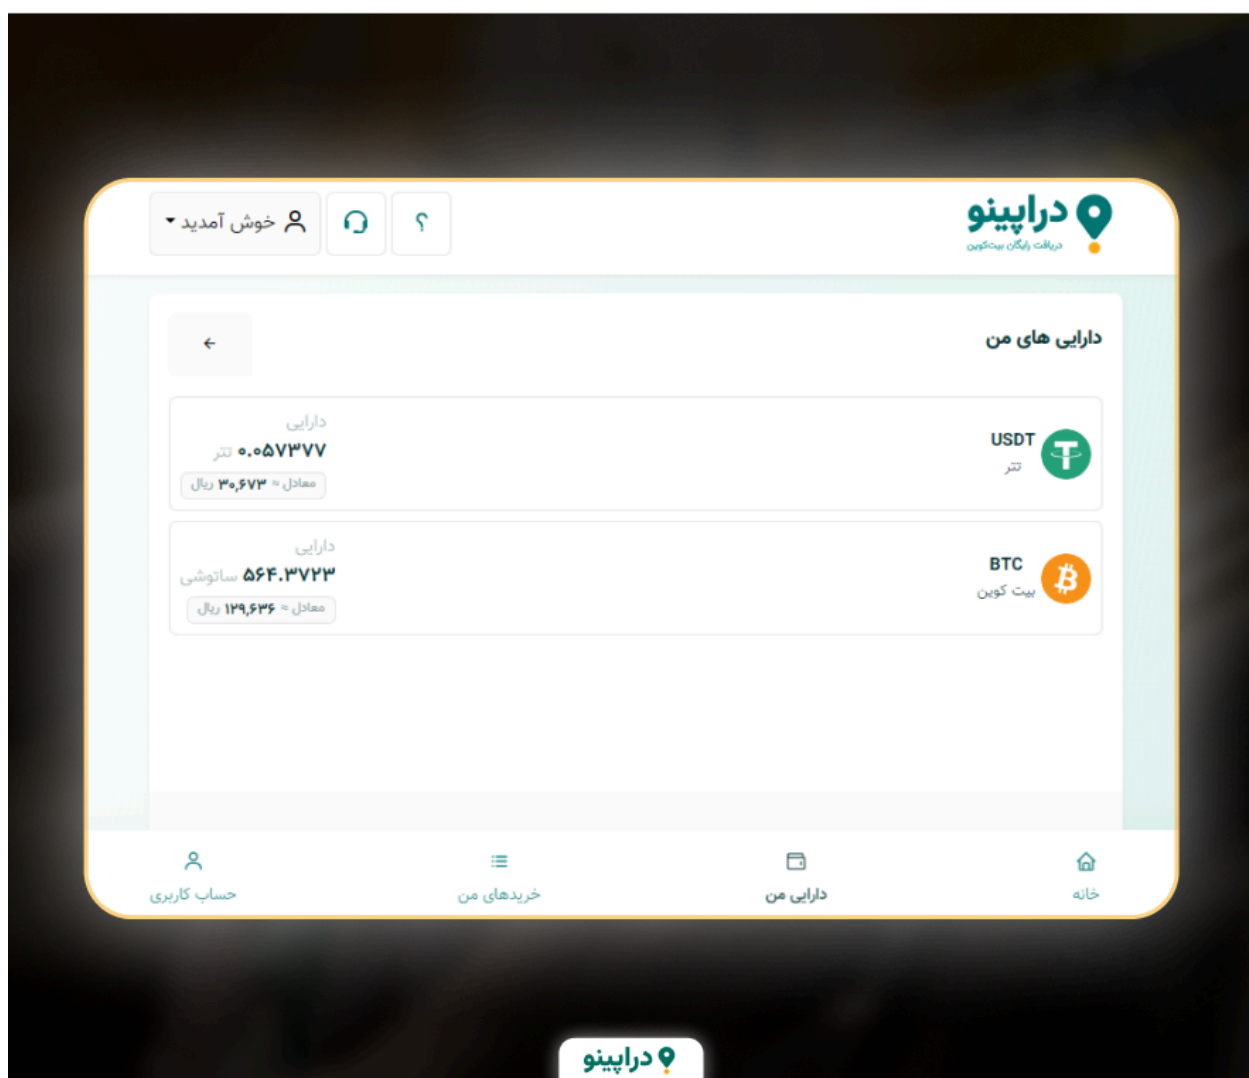 دراپینو
دریافت رایگان بیت‌کوین
؟
خوش آمدید
دارایی های من
USDT
تتر
دارایی
۰.۰۵۷۳۷۷ تتر
معادل ≈ ۳۰,۶۷۳ ریال
BTC
بیت کوین
دارایی
۵۶۴.۳۷۲۳ ساتوشی
معادل ≈ ۱۲۹,۶۳۶ ریال
خانه
دارایی من
خریدهای من
حساب کاربری
دراپینو